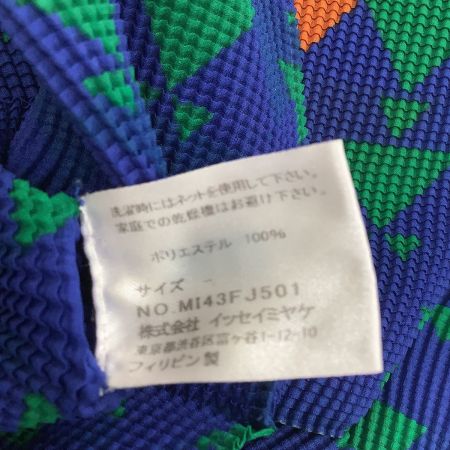 洗濯時にはネットを使用して下さい。
家庭での乾燥機はお避け下さい。
ポリエステル 100%
サイズ -
NO. MI43FJ501
株式会社 イッセイミヤケ
東京都渋谷区富ヶ谷1-12-10
フィリピン製